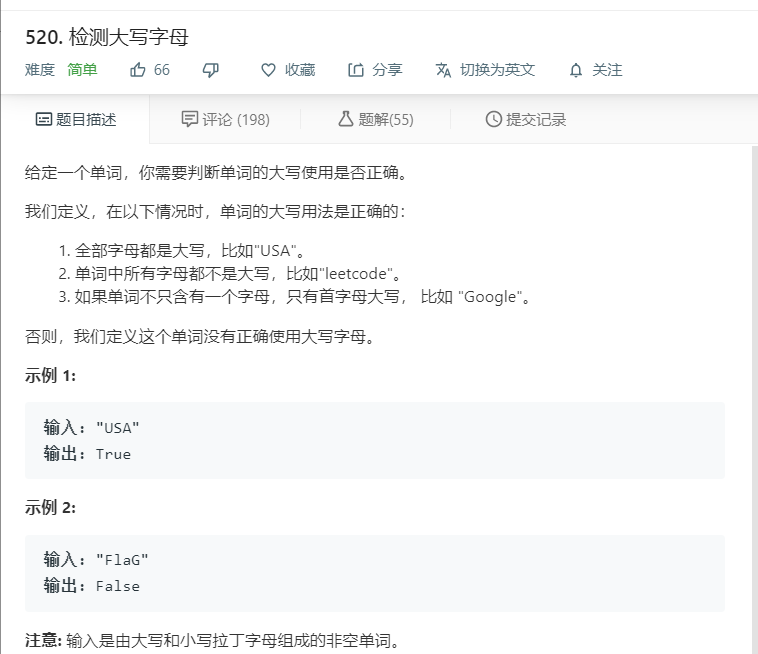 520. 检测大写字母
难度 简单 66 收藏 分享 切换为英文 关注
题目描述 评论 (198) 题解(55) 提交记录
给定一个单词，你需要判断单词的大写使用是否正确。
我们定义，在以下情况时，单词的大写用法是正确的：
1. 全部字母都是大写，比如"USA"。
2. 单词中所有字母都不是大写，比如"leetcode"。
3. 如果单词不只含有一个字母，只有首字母大写， 比如 "Google"。
否则，我们定义这个单词没有正确使用大写字母。
示例 1:
输入: "USA"
输出: True
示例 2:
输入: "FlaG"
输出: False
注意: 输入是由大写和小写拉丁字母组成的非空单词。